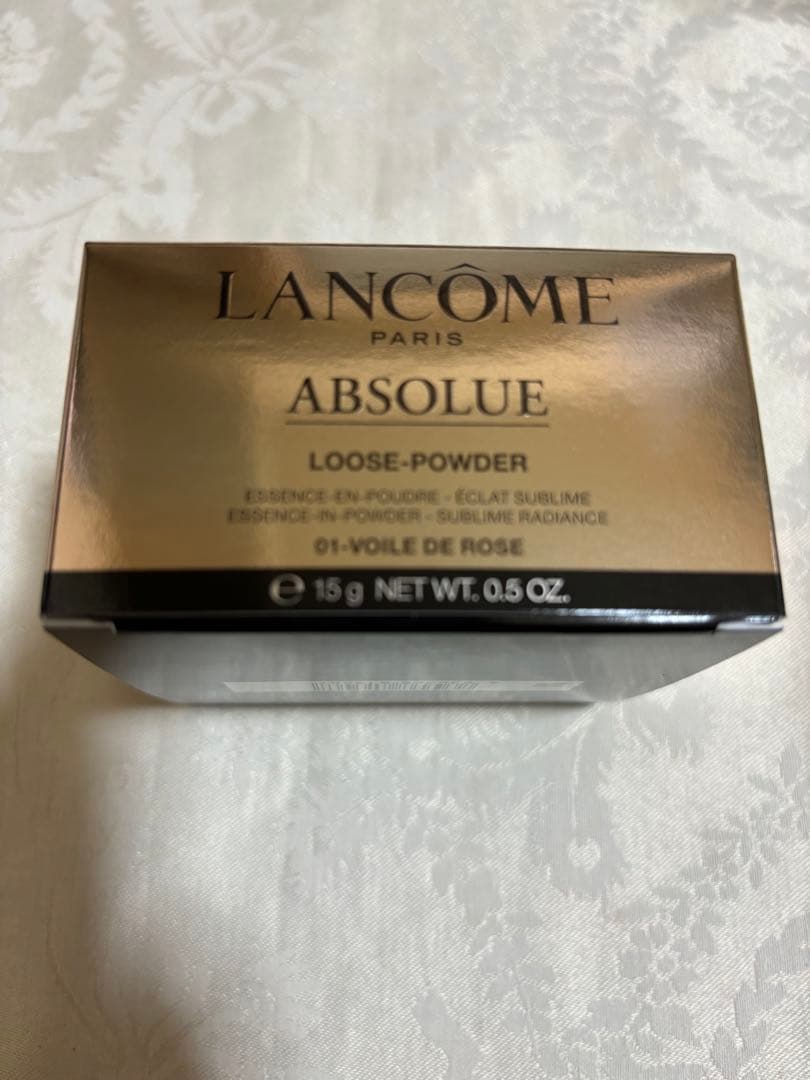 LANCÔME
PARIS
ABSOLUE
LOOSE-POWDER
ESSENCE-EN-POUDRE - ÉCLAT SUBLIME
ESSENCE-IN-POWDER - SUBLIME RADIANCE
01-VOILE DE ROSE
℮ 15 g NET WT. 0.5 OZ.